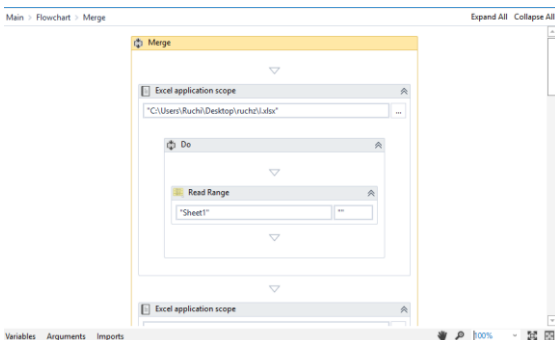 Main > Flowchart > Merge Expand All Collapse All
Merge
Excel application scope
"C:\Users\Ruchi\Desktop\ruchz\I.xlsx" ...
Do
Read Range
"Sheet1" ""
Excel application scope
Variables Arguments Imports 100%